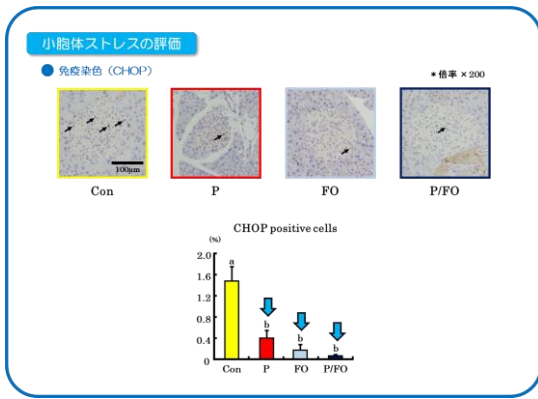 小胞体ストレスの評価
● 免疫染色（CHOP）
＊倍率 ×200
100μm
Con P FO P/FO
CHOP positive cells
(%)
2.0
1.6
1.2
0.8
0.4
0
a
b
b
b
Con P FO P/FO